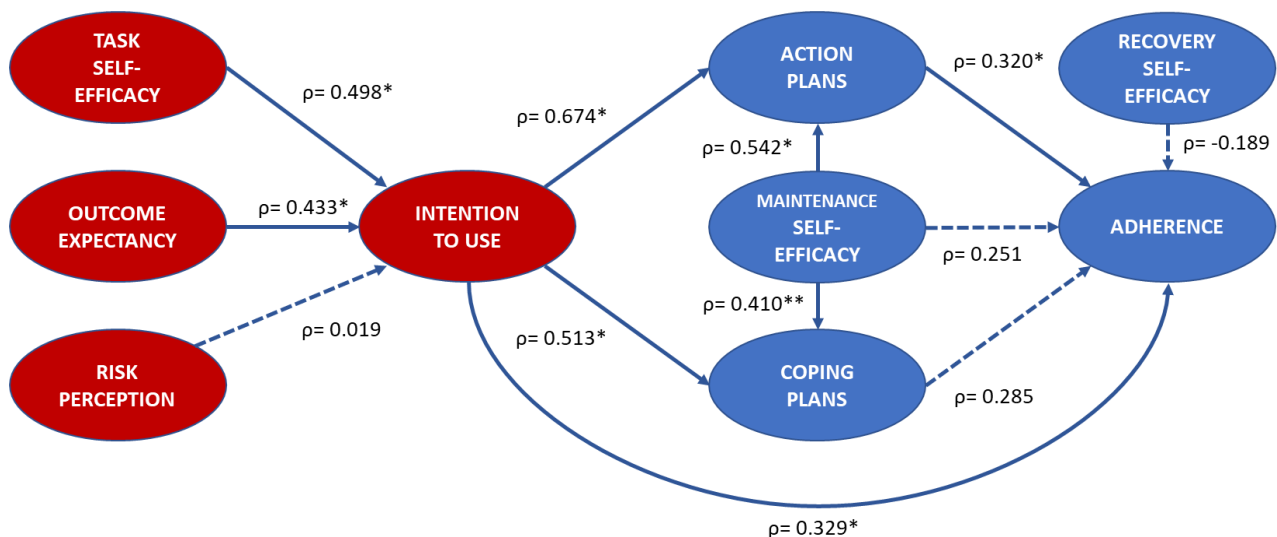 TASK
SELF-
EFFICACY
ρ= 0.498*
OUTCOME
EXPECTANCY
ρ= 0.433*
RISK
PERCEPTION
ρ= 0.019
INTENTION
TO USE
ρ= 0.674*
ρ= 0.513*
ACTION
PLANS
ρ= 0.542*
MAINTENANCE
SELF-
EFFICACY
ρ= 0.410**
COPING
PLANS
ρ= 0.320*
ρ= 0.251
ρ= 0.285
RECOVERY
SELF-
EFFICACY
ρ= -0.189
ADHERENCE
ρ= 0.329*